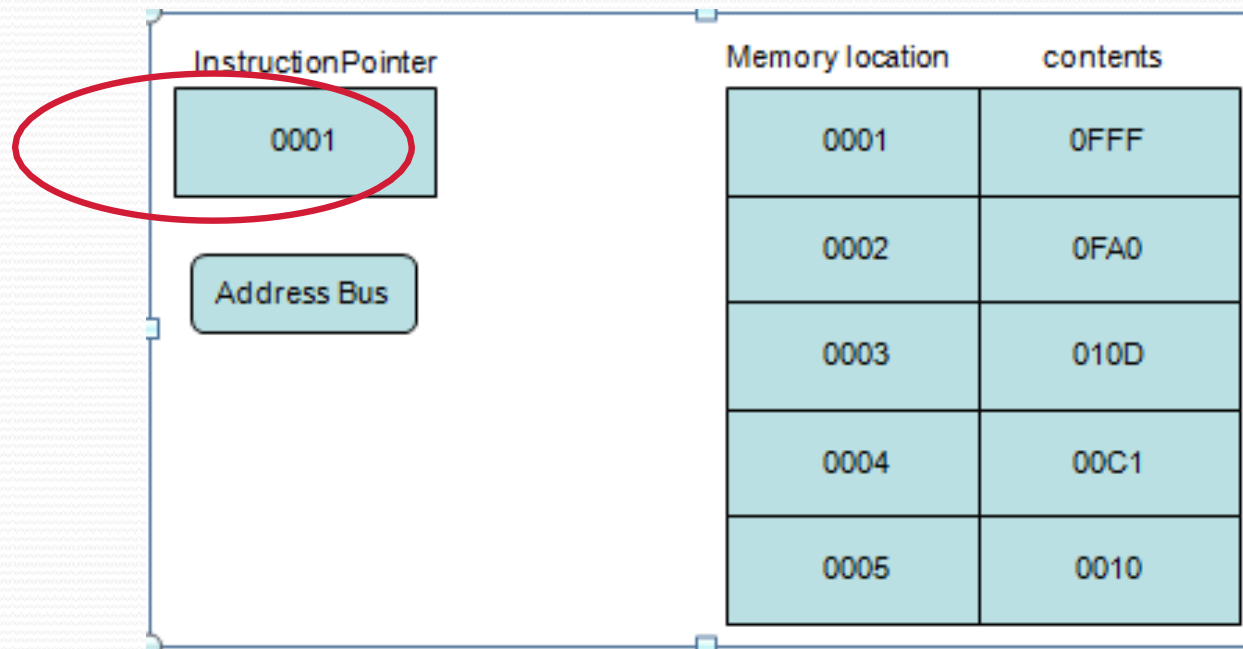 InstructionPointer
0001
Address Bus
Memory location contents
0001 0FFF
0002 0FA0
0003 010D
0004 00C1
0005 0010